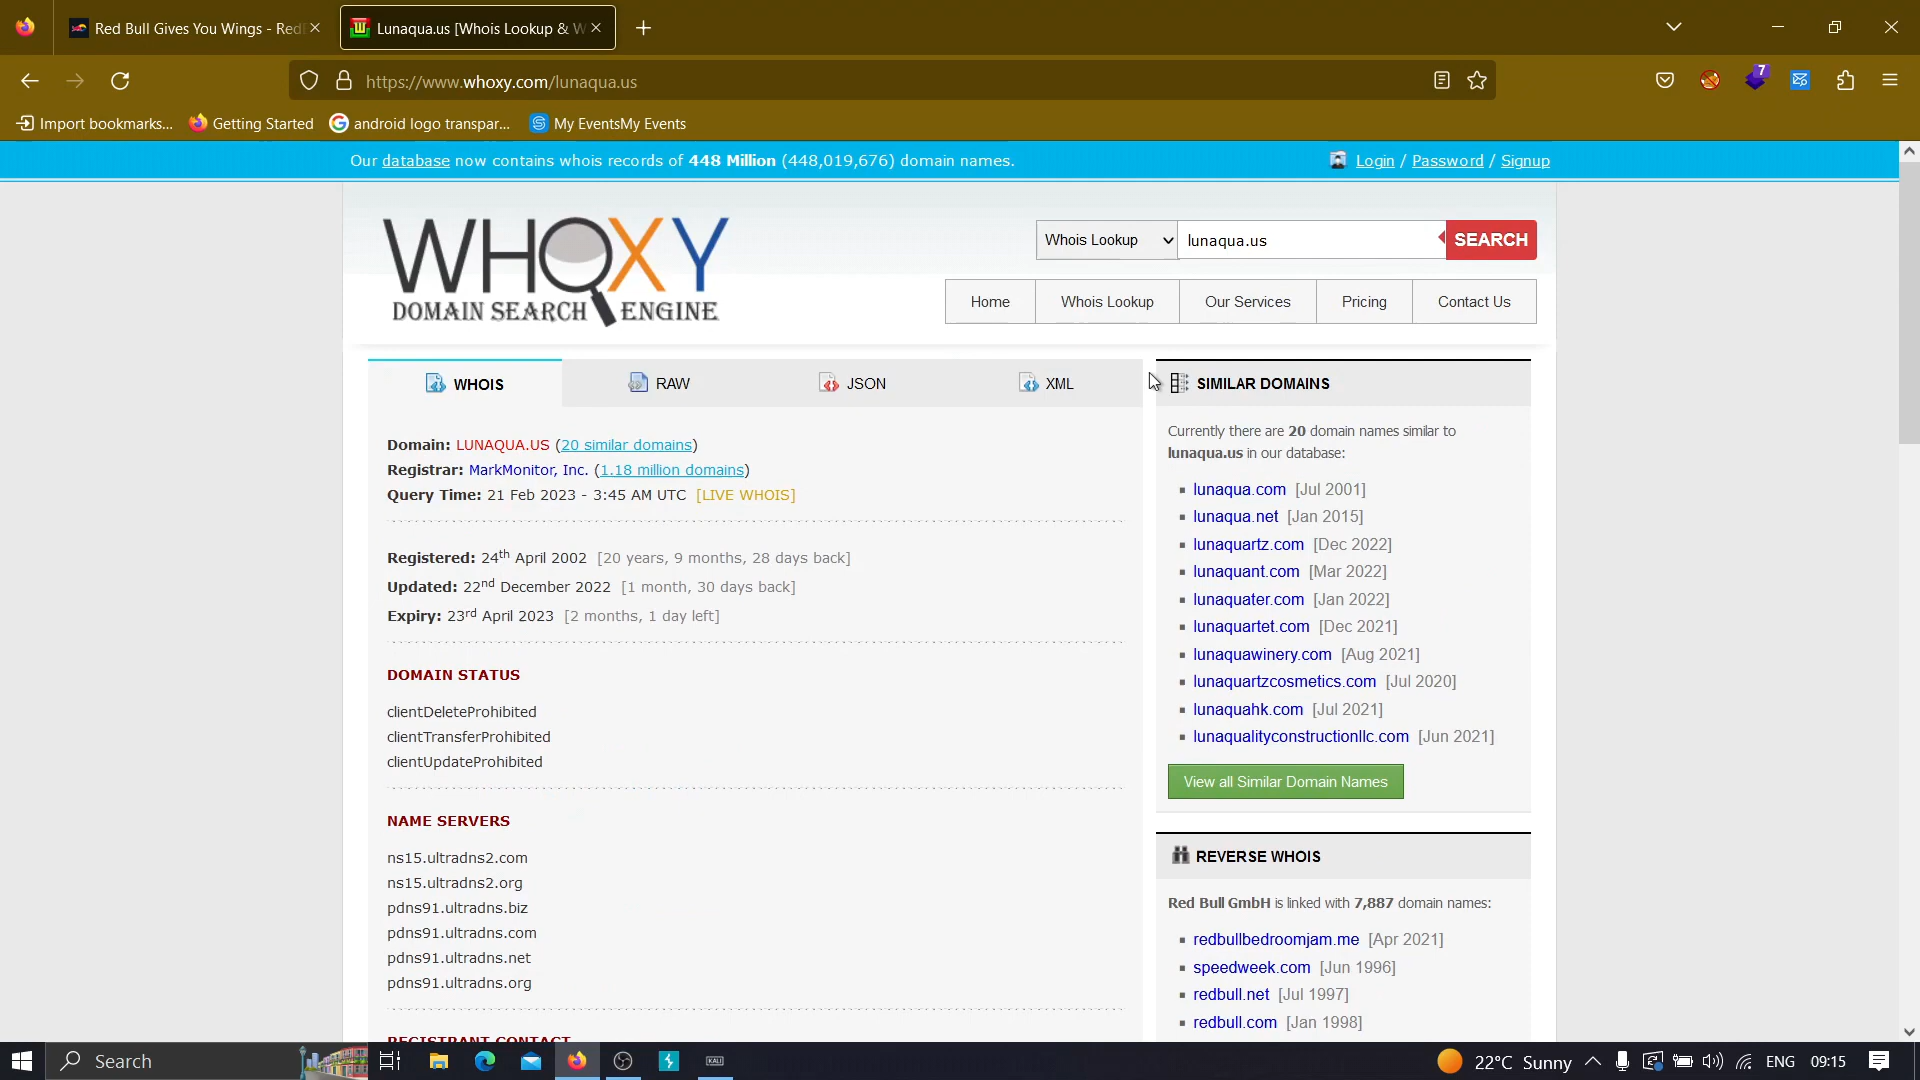 Red Bull Gives You Wings - RedB
Lunaqua.us [Whois Lookup & W
https://www.whoxy.com/lunaqua.us
7
Import bookmarks...
Getting Started
android logo transpar...
My EventsMy Events
Our database now contains whois records of 448 Million (448,019,676) domain names.
Login / Password / Signup
WHOXY
DOMAIN SEARCH ENGINE
Whois Lookup
lunaqua.us
SEARCH
Home
Whois Lookup
Our Services
Pricing
Contact Us
WHOIS
RAW
JSON
XML
Domain: LUNAQUA.US (20 similar domains)
Registrar: MarkMonitor, Inc. (1.18 million domains)
Query Time: 21 Feb 2023 - 3:45 AM UTC [LIVE WHOIS]
Registered: 24th April 2002 [20 years, 9 months, 28 days back]
Updated: 22nd December 2022 [1 month, 30 days back]
Expiry: 23rd April 2023 [2 months, 1 day left]
DOMAIN STATUS
clientDeleteProhibited
clientTransferProhibited
clientUpdateProhibited
NAME SERVERS
ns15.ultradns2.com
ns15.ultradns2.org
pdns91.ultradns.biz
pdns91.ultradns.com
pdns91.ultradns.net
pdns91.ultradns.org
REGISTRANT CONTACT
SIMILAR DOMAINS
Currently there are 20 domain names similar to
lunaqua.us in our database:
lunaqua.com [Jul 2001]
lunaqua.net [Jan 2015]
lunaquartz.com [Dec 2022]
lunaquant.com [Mar 2022]
lunaquater.com [Jan 2022]
lunaquartet.com [Dec 2021]
lunaquawinery.com [Aug 2021]
lunaquartzcosmetics.com [Jul 2020]
lunaquahk.com [Jul 2021]
lunaqualityconstructionllc.com [Jun 2021]
View all Similar Domain Names
REVERSE WHOIS
Red Bull GmbH is linked with 7,887 domain names:
redbullbedroomjam.me [Apr 2021]
speedweek.com [Jun 1996]
redbull.net [Jul 1997]
redbull.com [Jan 1998]
Search
KALI
22°C Sunny
ENG
09:15